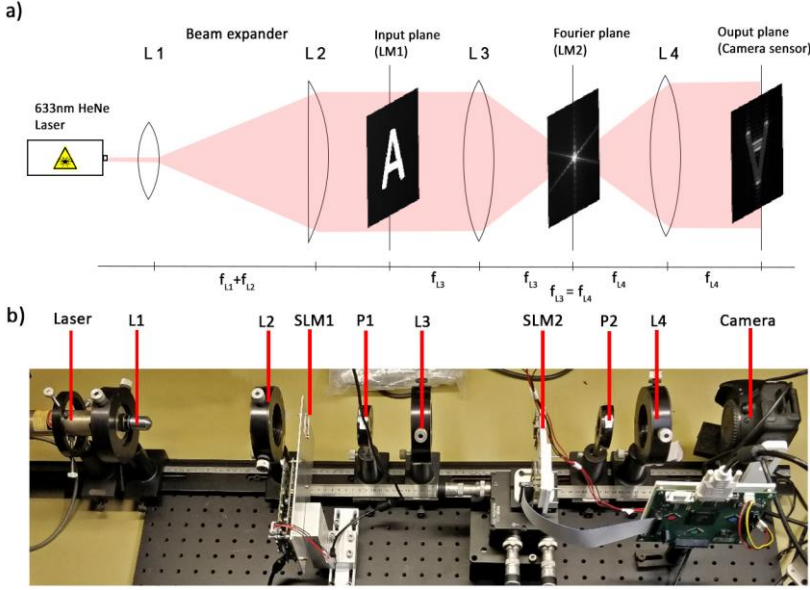 a)
Beam expander
Input plane
(LM1)
Fourier plane
(LM2)
Ouput plane
(Camera sensor)
L 1
L 2
L 3
L 4
633nm HeNe
Laser
A
A
f_L1+f_L2
f_L3
f_L3
f_L3 = f_L4
f_L4
f_L4
b)
Laser
L1
L2
SLM1
P1
L3
SLM2
P2
L4
Camera